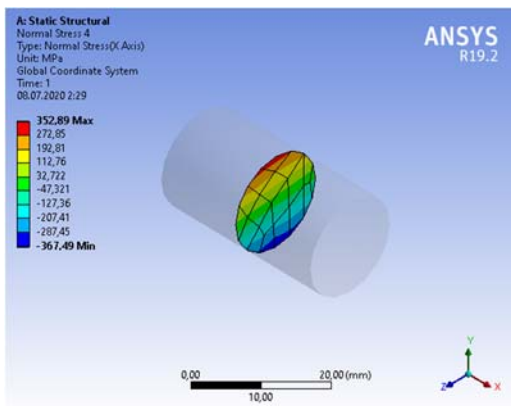 A: Static Structural
Normal Stress 4
Type: Normal Stress(X Axis)
Unit: MPa
Global Coordinate System
Time: 1
08.07.2020 2:29
ANSYS
R19.2
352,89 Max
272,85
192,81
112,76
32,722
-47,321
-127,36
-207,41
-287,45
-367,49 Min
0,00
20,00 (mm)
10,00
Y
Z
X